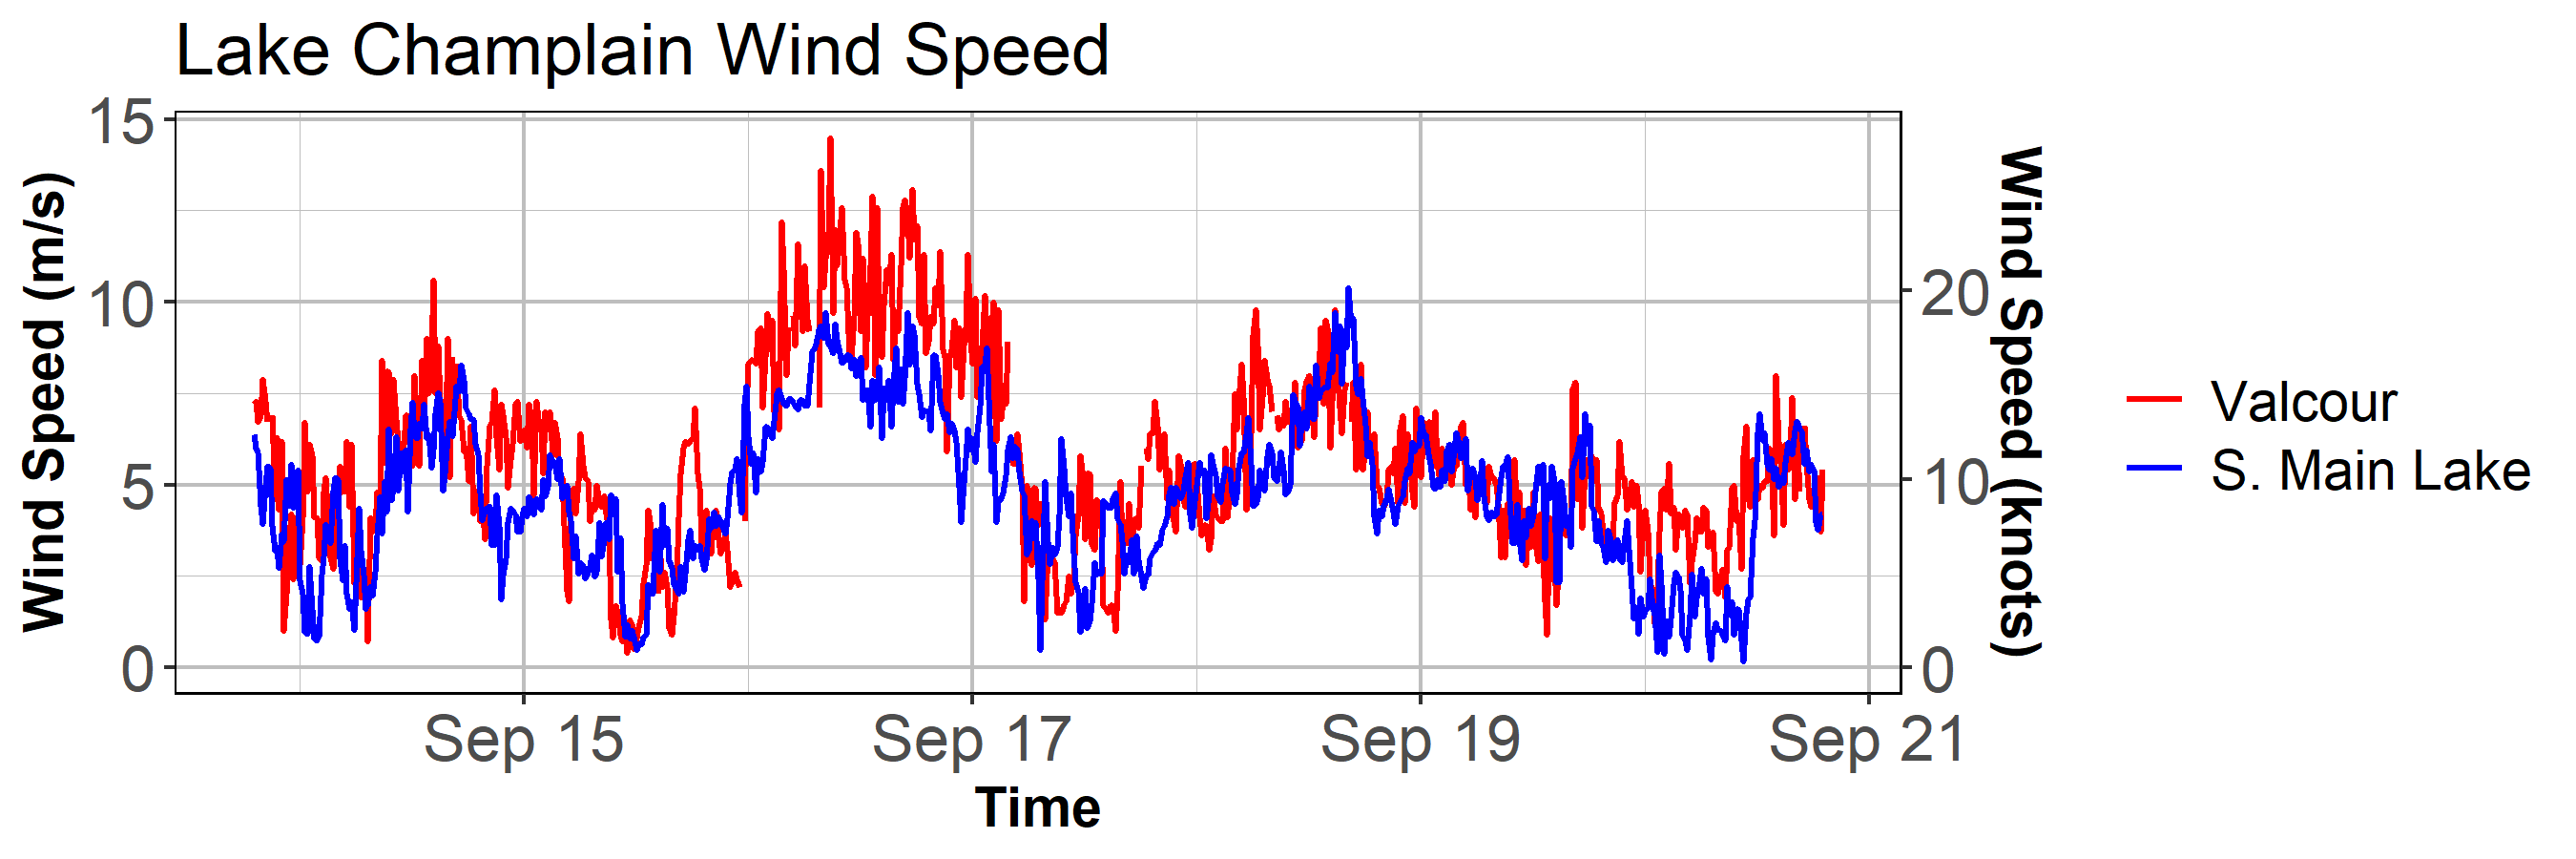 Lake Champlain Wind Speed
Wind Speed (m/s)
15
10
5
0
Wind Speed (knots)
20
10
0
Sep 15
Sep 17
Sep 19
Sep 21
Time
Valcour
S. Main Lake